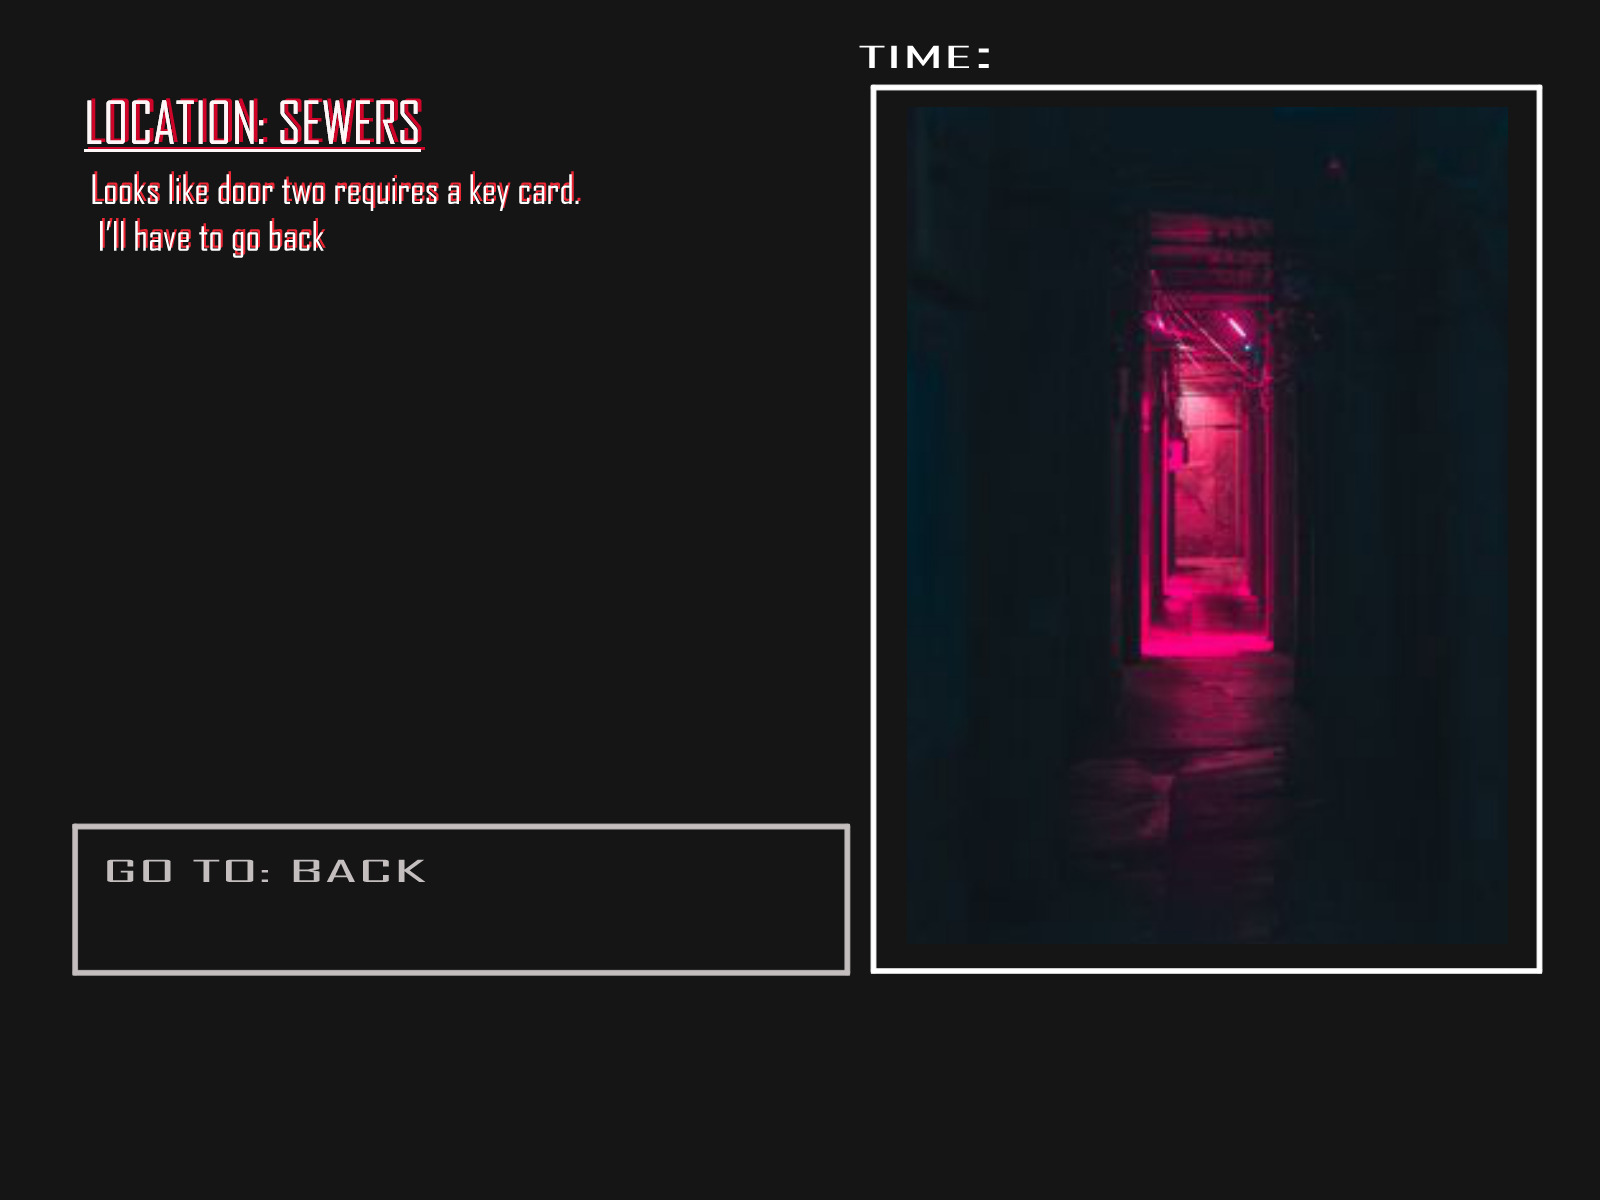 TIME:
LOCATION: SEWERS
Looks like door two requires a key card.
I'll have to go back
GO TO: BACK